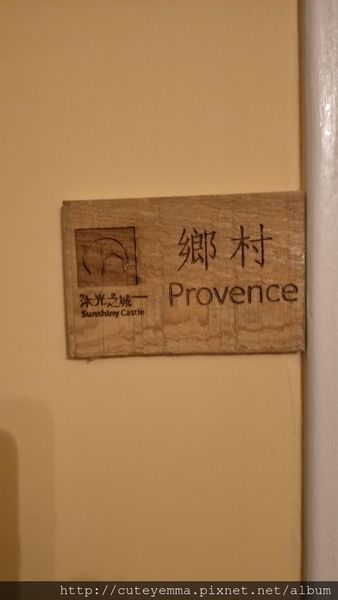 鄉村
Provence
沐光之城
Sunshiny Castle
http://cuteyemma.pixnet.net/album